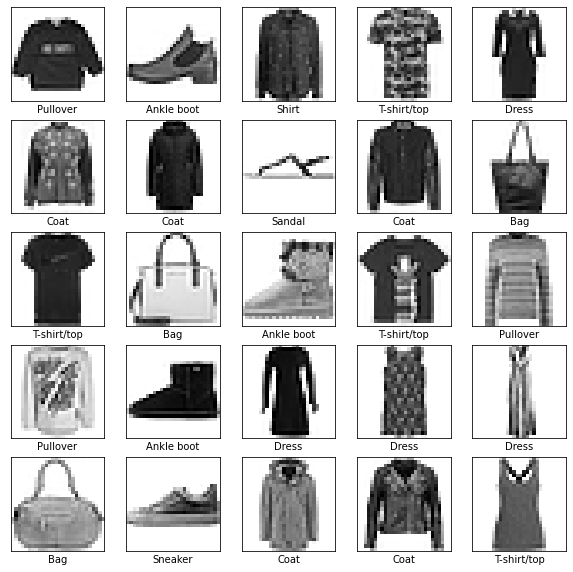 Pullover
Ankle boot
Shirt
T-shirt/top
Dress
Coat
Coat
Sandal
Coat
Bag
T-shirt/top
Bag
Ankle boot
T-shirt/top
Pullover
Pullover
Ankle boot
Dress
Dress
Dress
Bag
Sneaker
Coat
Coat
T-shirt/top